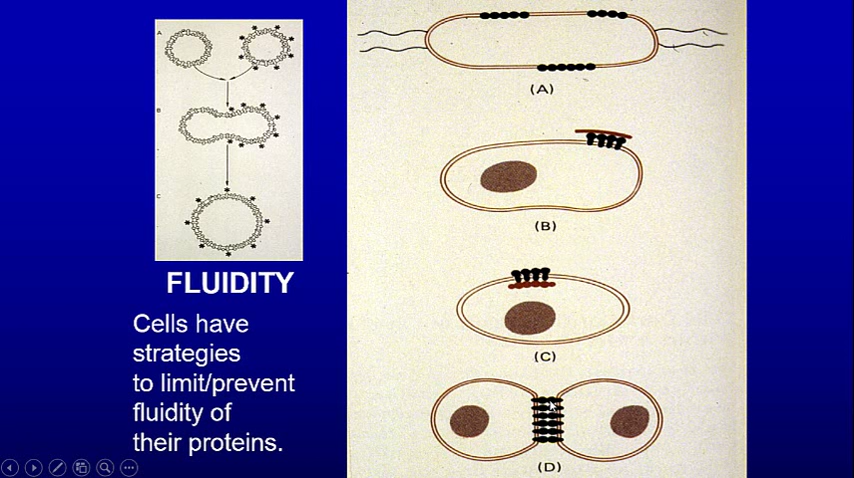 A
B
C
FLUIDITY
Cells have
strategies
to limit/prevent
fluidity of
their proteins.
(A)
(B)
(C)
(D)